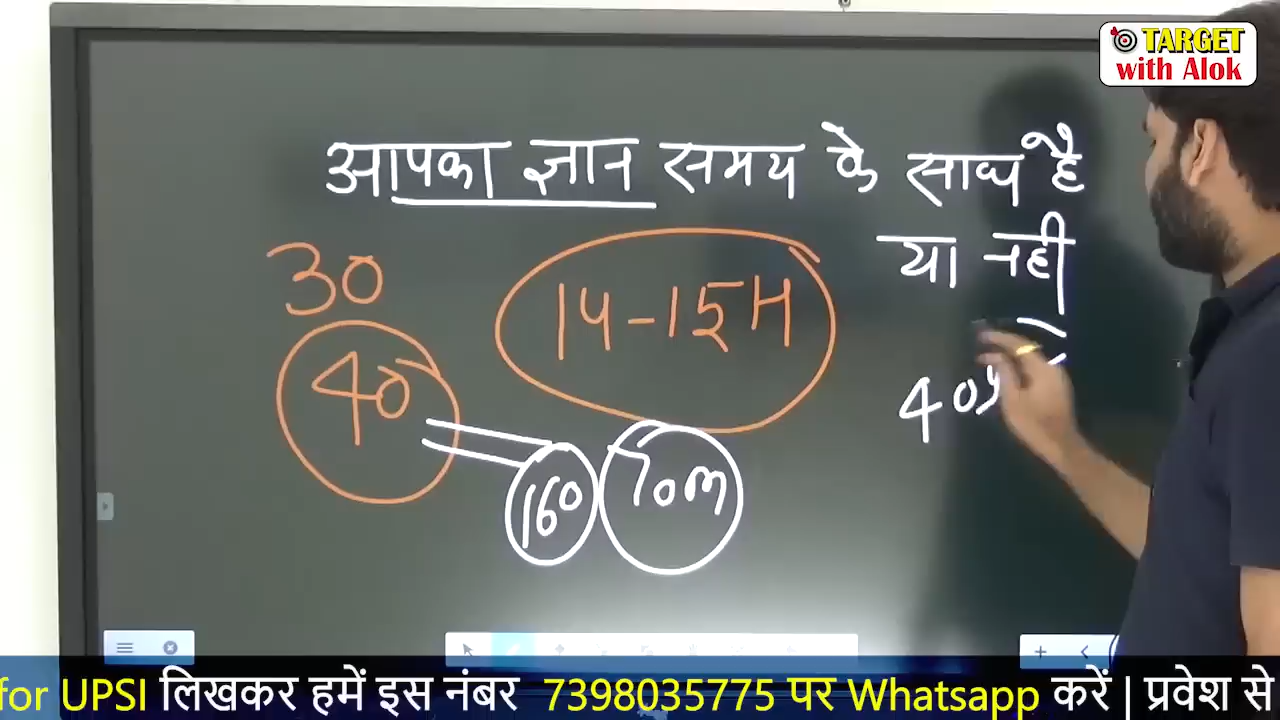 TARGET
with Alok
आपका ज्ञान समय के साथ है
या नही
30
14-15H
40
40
160
70m
for UPSI लिखकर हमें इस नंबर 7398035775 पर Whatsapp करें | प्रवेश से